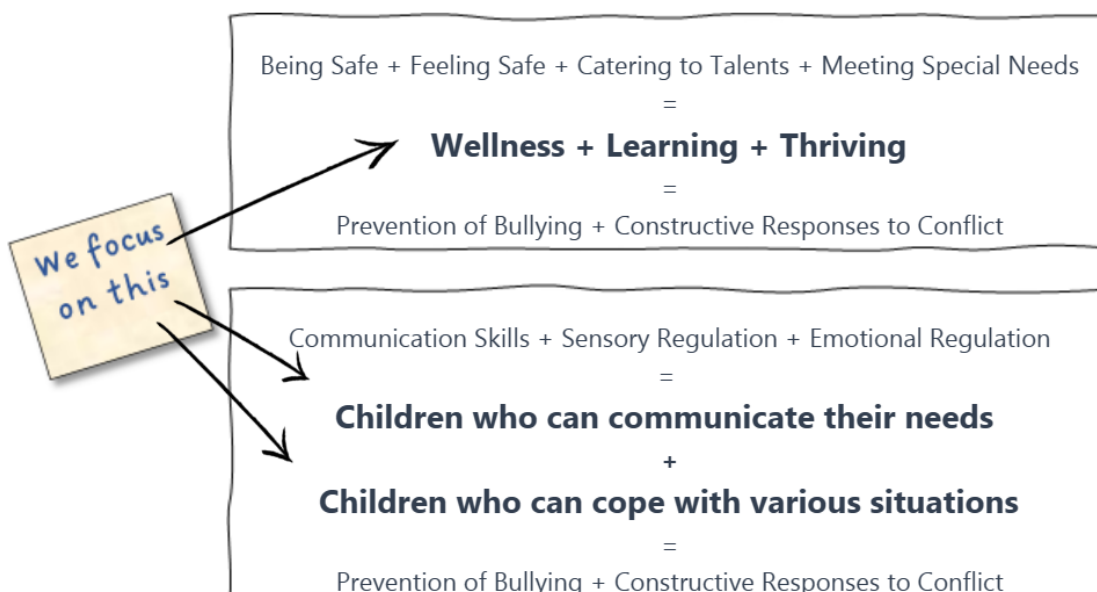 Being Safe + Feeling Safe + Catering to Talents + Meeting Special Needs
=
Wellness + Learning + Thriving
=
Prevention of Bullying + Constructive Responses to Conflict
We focus
on this
Communication Skills + Sensory Regulation + Emotional Regulation
=
Children who can communicate their needs
+
Children who can cope with various situations
=
Prevention of Bullying + Constructive Responses to Conflict